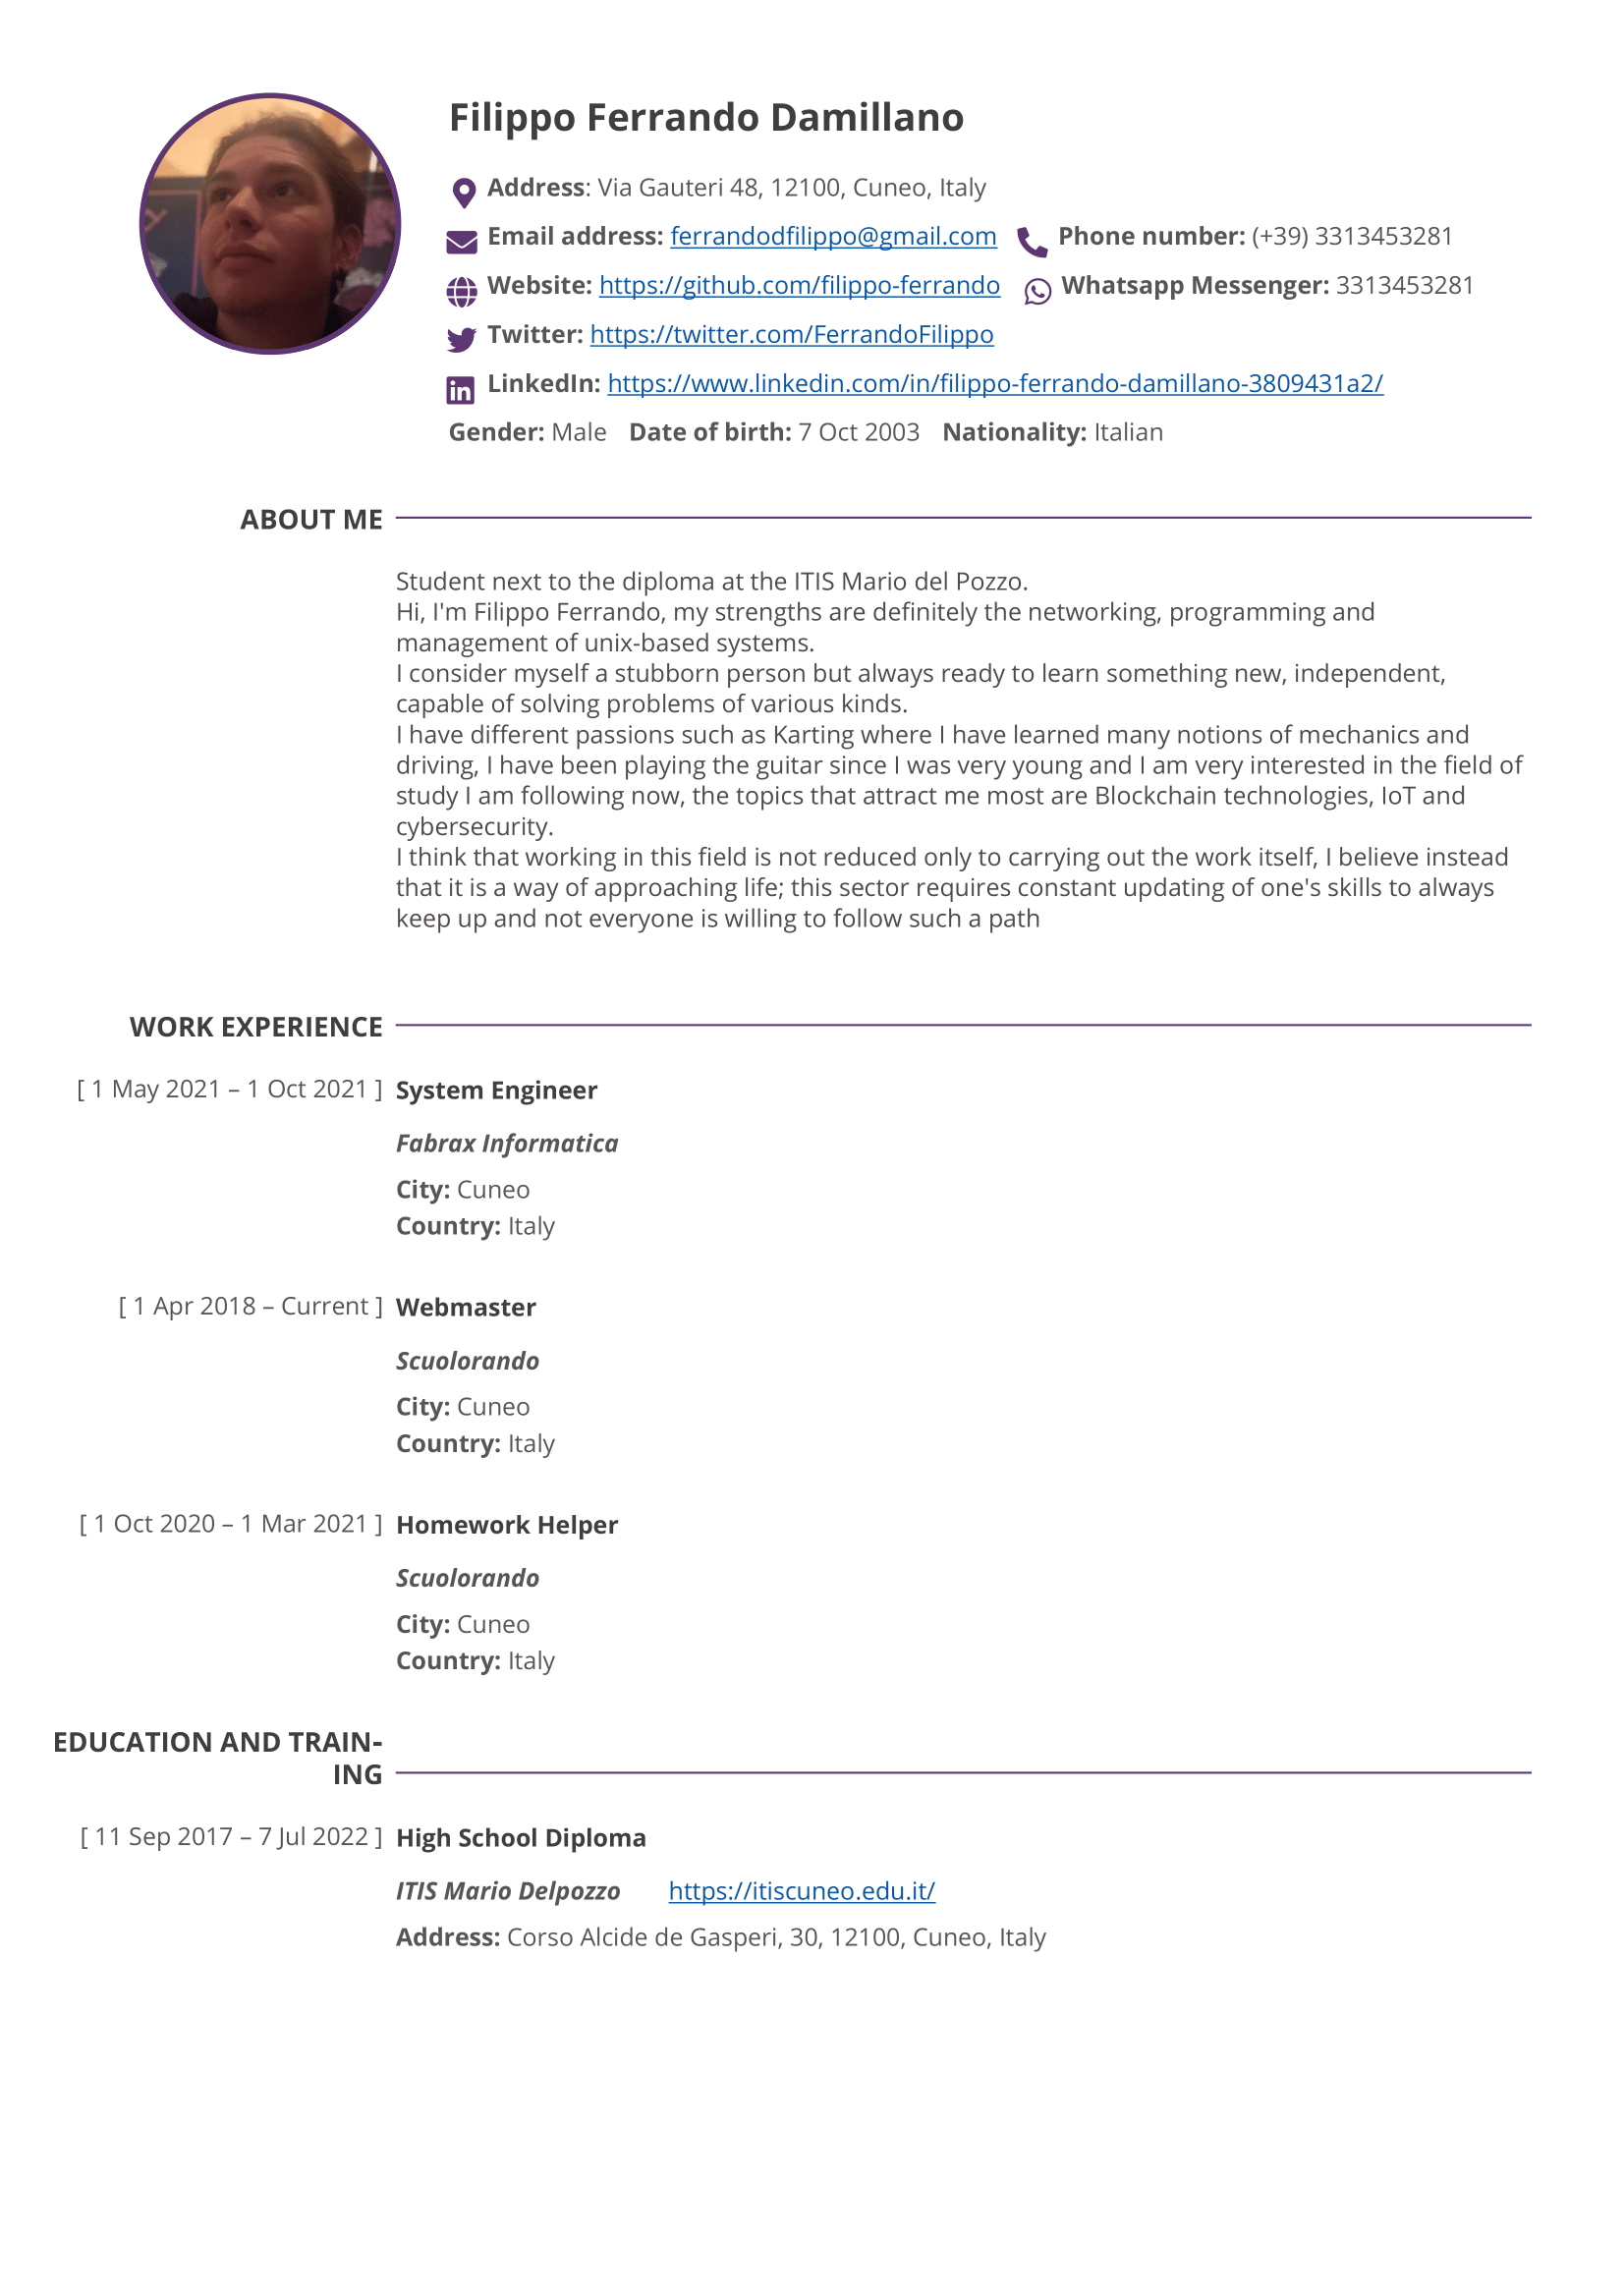 Filippo Ferrando Damillano
Address: Via Gauteri 48, 12100, Cuneo, Italy
Email address: ferrandodfilippo@gmail.com Phone number: (+39) 3313453281
Website: https://github.com/filippo-ferrando Whatsapp Messenger: 3313453281
Twitter: https://twitter.com/FerrandoFilippo
LinkedIn: https://www.linkedin.com/in/filippo-ferrando-damillano-3809431a2/
Gender: Male Date of birth: 7 Oct 2003 Nationality: Italian
ABOUT ME
Student next to the diploma at the ITIS Mario del Pozzo.
Hi, I'm Filippo Ferrando, my strengths are definitely the networking, programming and
management of unix-based systems.
I consider myself a stubborn person but always ready to learn something new, independent,
capable of solving problems of various kinds.
I have different passions such as Karting where I have learned many notions of mechanics and
driving, I have been playing the guitar since I was very young and I am very interested in the field of
study I am following now, the topics that attract me most are Blockchain technologies, IoT and
cybersecurity.
I think that working in this field is not reduced only to carrying out the work itself, I believe instead
that it is a way of approaching life; this sector requires constant updating of one's skills to always
keep up and not everyone is willing to follow such a path
WORK EXPERIENCE
[ 1 May 2021 – 1 Oct 2021 ] System Engineer
Fabrax Informatica
City: Cuneo
Country: Italy
[ 1 Apr 2018 – Current ] Webmaster
Scuolorando
City: Cuneo
Country: Italy
[ 1 Oct 2020 – 1 Mar 2021 ] Homework Helper
Scuolorando
City: Cuneo
Country: Italy
EDUCATION AND TRAIN-
ING
[ 11 Sep 2017 – 7 Jul 2022 ] High School Diploma
ITIS Mario Delpozzo https://itiscuneo.edu.it/
Address: Corso Alcide de Gasperi, 30, 12100, Cuneo, Italy